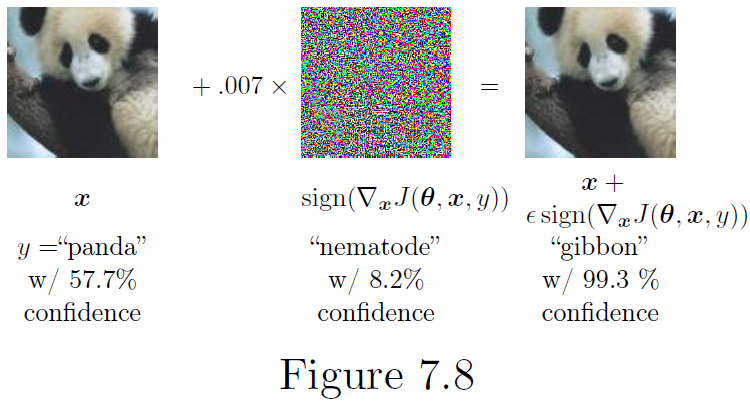 + .007 × =
x
sign(∇ₓJ(θ, x, y))
x +
ϵ sign(∇ₓJ(θ, x, y))
y =“panda”
w/ 57.7%
confidence
“nematode”
w/ 8.2%
confidence
“gibbon”
w/ 99.3 %
confidence
Figure 7.8